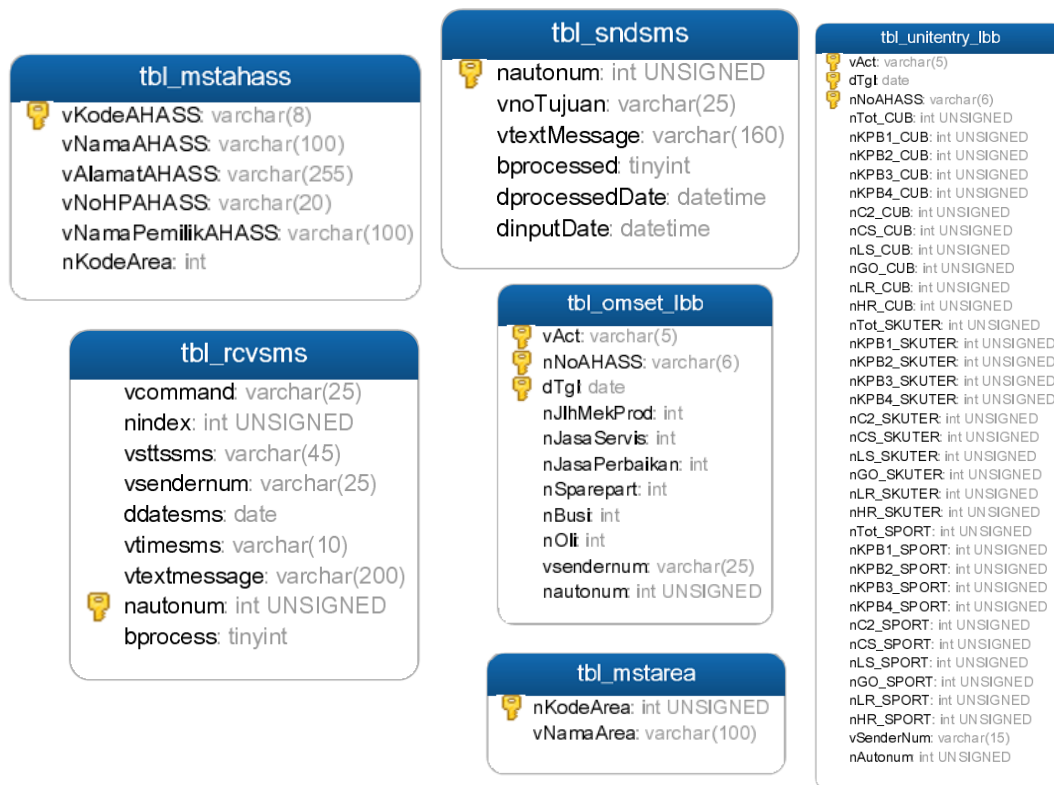 tbl_mstahass
vKodeAHASS: varchar(8)
vNamaAHASS: varchar(100)
vAlamatAHASS: varchar(255)
vNoHPAHASS: varchar(20)
vNamaPemilikAHASS: varchar(100)
nKodeArea: int
tbl_sndsms
nautonum: int UNSIGNED
vnoTujuan: varchar(25)
vtextMessage: varchar(160)
bprocessed: tinyint
dprocessedDate: datetime
dinputDate: datetime
tbl_rcvsms
vcommand: varchar(25)
nindex: int UNSIGNED
vsttssms: varchar(45)
vsendernum: varchar(25)
ddatesms: date
vtimesms: varchar(10)
vtextmessage: varchar(200)
nautonum: int UNSIGNED
bprocess: tinyint
tbl_omset_lbb
vAct: varchar(5)
nNoAHASS: varchar(6)
dTgl: date
nJlhMekProd: int
nJasaServis: int
nJasaPerbaikan: int
nSparepart: int
nBusi: int
nOli: int
vsendernum: varchar(25)
nautonum: int UNSIGNED
tbl_mstarea
nKodeArea: int UNSIGNED
vNamaArea: varchar(100)
tbl_unitentry_lbb
vAct: varchar(5)
dTgl: date
nNoAHASS: varchar(6)
nTot_CUB: int UNSIGNED
nKPB1_CUB: int UNSIGNED
nKPB2_CUB: int UNSIGNED
nKPB3_CUB: int UNSIGNED
nKPB4_CUB: int UNSIGNED
nC2_CUB: int UNSIGNED
nCS_CUB: int UNSIGNED
nLS_CUB: int UNSIGNED
nGO_CUB: int UNSIGNED
nLR_CUB: int UNSIGNED
nHR_CUB: int UNSIGNED
nTot_SKUTER: int UNSIGNED
nKPB1_SKUTER: int UNSIGNED
nKPB2_SKUTER: int UNSIGNED
nKPB3_SKUTER: int UNSIGNED
nKPB4_SKUTER: int UNSIGNED
nC2_SKUTER: int UNSIGNED
nCS_SKUTER: int UNSIGNED
nLS_SKUTER: int UNSIGNED
nGO_SKUTER: int UNSIGNED
nLR_SKUTER: int UNSIGNED
nHR_SKUTER: int UNSIGNED
nTot_SPORT: int UNSIGNED
nKPB1_SPORT: int UNSIGNED
nKPB2_SPORT: int UNSIGNED
nKPB3_SPORT: int UNSIGNED
nKPB4_SPORT: int UNSIGNED
nC2_SPORT: int UNSIGNED
nCS_SPORT: int UNSIGNED
nLS_SPORT: int UNSIGNED
nGO_SPORT: int UNSIGNED
nLR_SPORT: int UNSIGNED
nHR_SPORT: int UNSIGNED
vSenderNum: varchar(15)
nAutonum: int UNSIGNED